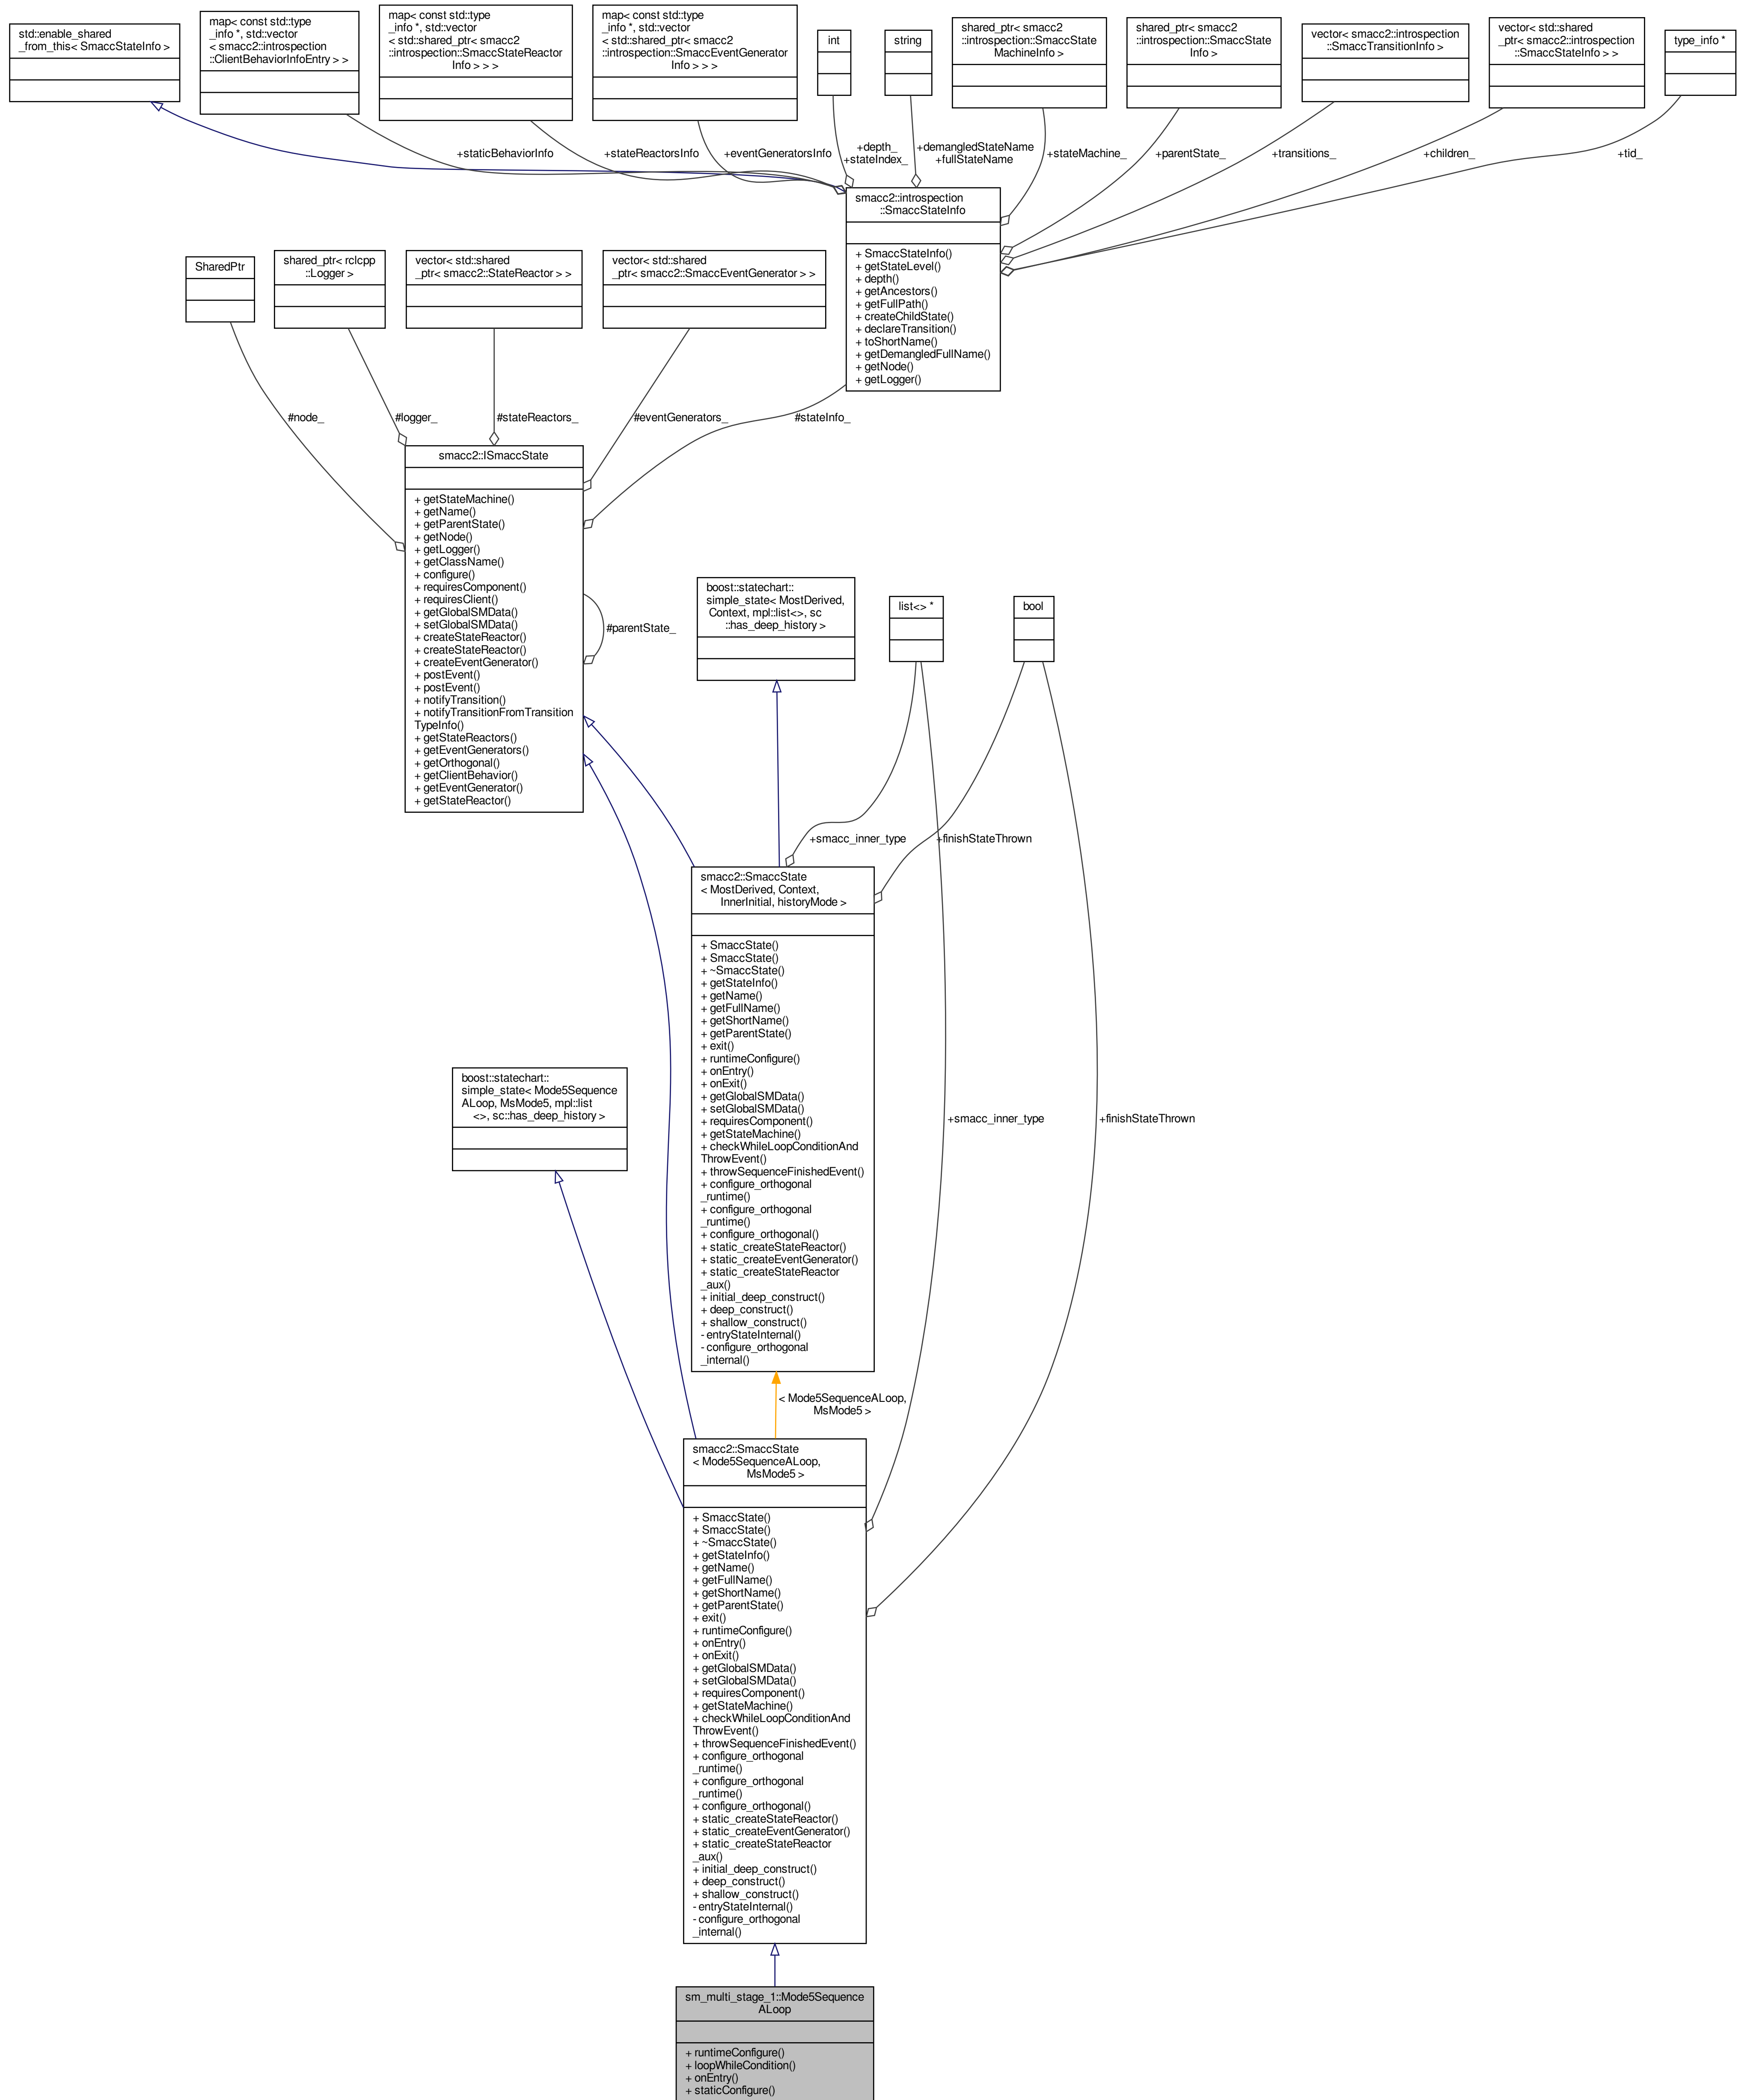 std::enable_shared
_from_this< SmaccStateInfo >
map< const std::type
_info *, std::vector
< smacc2::introspection
::ClientBehaviorInfoEntry > >
map< const std::type
_info *, std::vector
< std::shared_ptr< smacc2
::introspection::SmaccStateReactor
Info > > >
map< const std::type
_info *, std::vector
< std::shared_ptr< smacc2
::introspection::SmaccEventGenerator
Info > > >
int
string
shared_ptr< smacc2
::introspection::SmaccState
MachineInfo >
shared_ptr< smacc2
::introspection::SmaccState
Info >
vector< smacc2::introspection
::SmaccTransitionInfo >
vector< std::shared
_ptr< smacc2::introspection
::SmaccStateInfo > >
type_info *
+staticBehaviorInfo
+stateReactorsInfo
+eventGeneratorsInfo
+depth_
+stateIndex_
+demangledStateName
+fullStateName
+stateMachine_
+parentState_
+transitions_
+children_
+tid_
smacc2::introspection
::SmaccStateInfo
+ SmaccStateInfo()
+ getStateLevel()
+ depth()
+ getAncestors()
+ getFullPath()
+ createChildState()
+ declareTransition()
+ toShortName()
+ getDemangledFullName()
+ getNode()
+ getLogger()
SharedPtr
shared_ptr< rclcpp
::Logger >
vector< std::shared
_ptr< smacc2::StateReactor > >
vector< std::shared
_ptr< smacc2::SmaccEventGenerator > >
#node_
#logger_
#stateReactors_
#eventGenerators_
#stateInfo_
smacc2::ISmaccState
+ getStateMachine()
+ getName()
+ getParentState()
+ getNode()
+ getLogger()
+ getClassName()
+ configure()
+ requiresComponent()
+ requiresClient()
+ getGlobalSMData()
+ setGlobalSMData()
+ createStateReactor()
+ createStateReactor()
+ createEventGenerator()
+ postEvent()
+ postEvent()
+ notifyTransition()
+ notifyTransitionFromTransition
TypeInfo()
+ getStateReactors()
+ getEventGenerators()
+ getOrthogonal()
+ getClientBehavior()
+ getEventGenerator()
+ getStateReactor()
#parentState_
boost::statechart::
simple_state< MostDerived,
Context, mpl::list<>, sc
::has_deep_history >
list<> *
bool
+smacc_inner_type
+finishStateThrown
smacc2::SmaccState
< MostDerived, Context,
InnerInitial, historyMode >
+ SmaccState()
+ SmaccState()
+ ~SmaccState()
+ getStateInfo()
+ getName()
+ getFullName()
+ getShortName()
+ getParentState()
+ exit()
+ runtimeConfigure()
+ onEntry()
+ onExit()
+ getGlobalSMData()
+ setGlobalSMData()
+ requiresComponent()
+ getStateMachine()
+ checkWhileLoopConditionAnd
ThrowEvent()
+ throwSequenceFinishedEvent()
+ configure_orthogonal
_runtime()
+ configure_orthogonal
_runtime()
+ configure_orthogonal()
+ static_createStateReactor()
+ static_createEventGenerator()
+ static_createStateReactor
_aux()
+ initial_deep_construct()
+ deep_construct()
+ shallow_construct()
- entryStateInternal()
- configure_orthogonal
_internal()
boost::statechart::
simple_state< Mode5Sequence
ALoop, MsMode5, mpl::list
<>, sc::has_deep_history >
+smacc_inner_type
+finishStateThrown
< Mode5SequenceALoop,
MsMode5 >
smacc2::SmaccState
< Mode5SequenceALoop,
MsMode5 >
+ SmaccState()
+ SmaccState()
+ ~SmaccState()
+ getStateInfo()
+ getName()
+ getFullName()
+ getShortName()
+ getParentState()
+ exit()
+ runtimeConfigure()
+ onEntry()
+ onExit()
+ getGlobalSMData()
+ setGlobalSMData()
+ requiresComponent()
+ getStateMachine()
+ checkWhileLoopConditionAnd
ThrowEvent()
+ throwSequenceFinishedEvent()
+ configure_orthogonal
_runtime()
+ configure_orthogonal
_runtime()
+ configure_orthogonal()
+ static_createStateReactor()
+ static_createEventGenerator()
+ static_createStateReactor
_aux()
+ initial_deep_construct()
+ deep_construct()
+ shallow_construct()
- entryStateInternal()
- configure_orthogonal
_internal()
sm_multi_stage_1::Mode5Sequence
ALoop
+ runtimeConfigure()
+ loopWhileCondition()
+ onEntry()
+ staticConfigure()